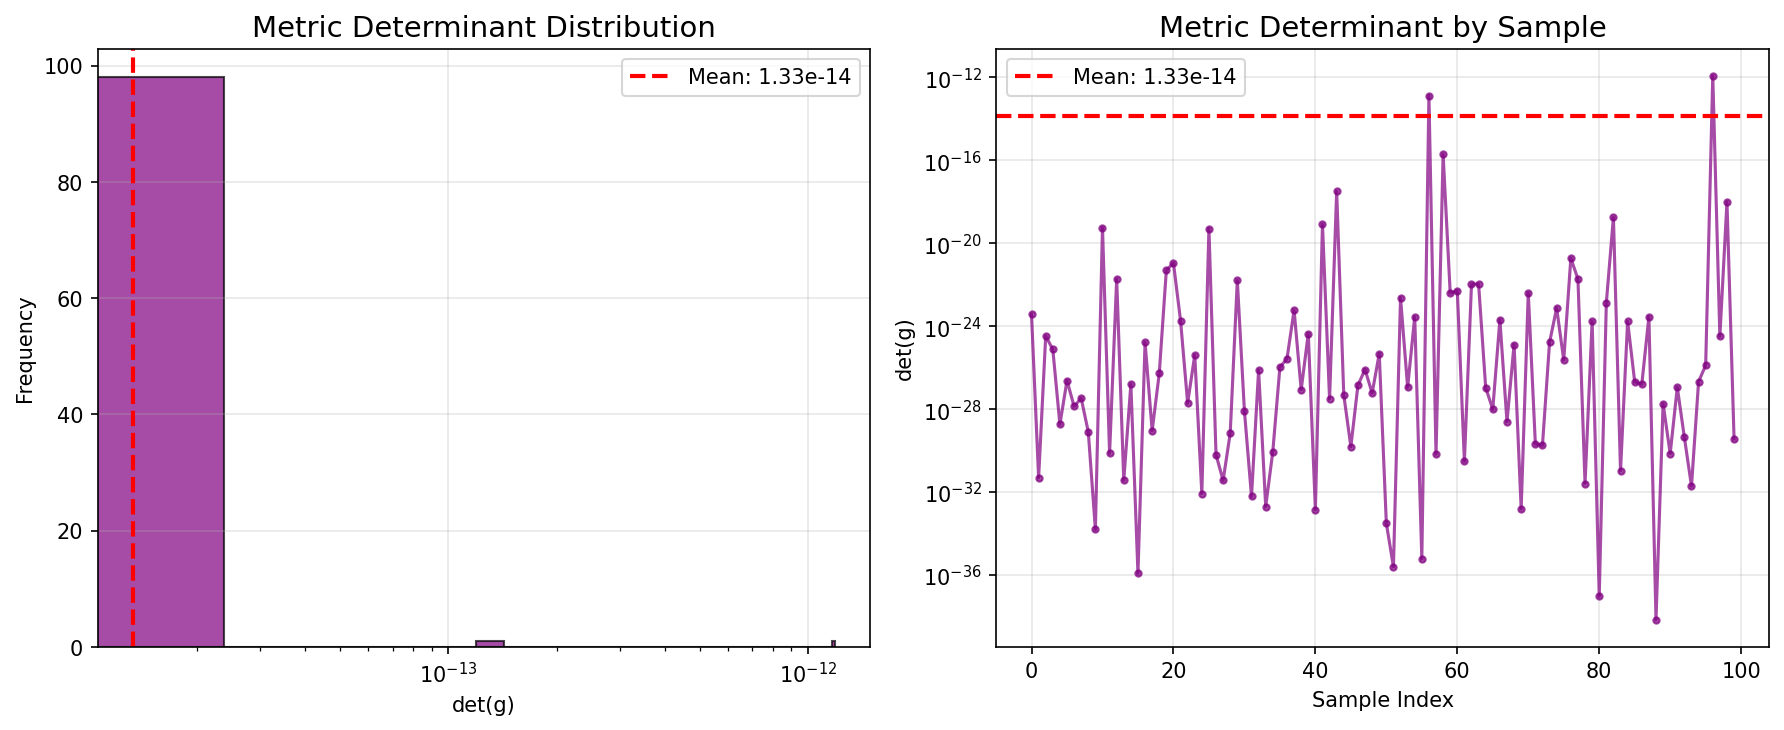 Metric Determinant Distribution
Mean: 1.33e-14
100
80
60
40
20
0
Frequency
10⁻¹³
10⁻¹²
det(g)
Metric Determinant by Sample
Mean: 1.33e-14
10⁻¹²
10⁻¹⁶
10⁻²⁰
10⁻²⁴
10⁻²⁸
10⁻³²
10⁻³⁶
det(g)
0
20
40
60
80
100
Sample Index